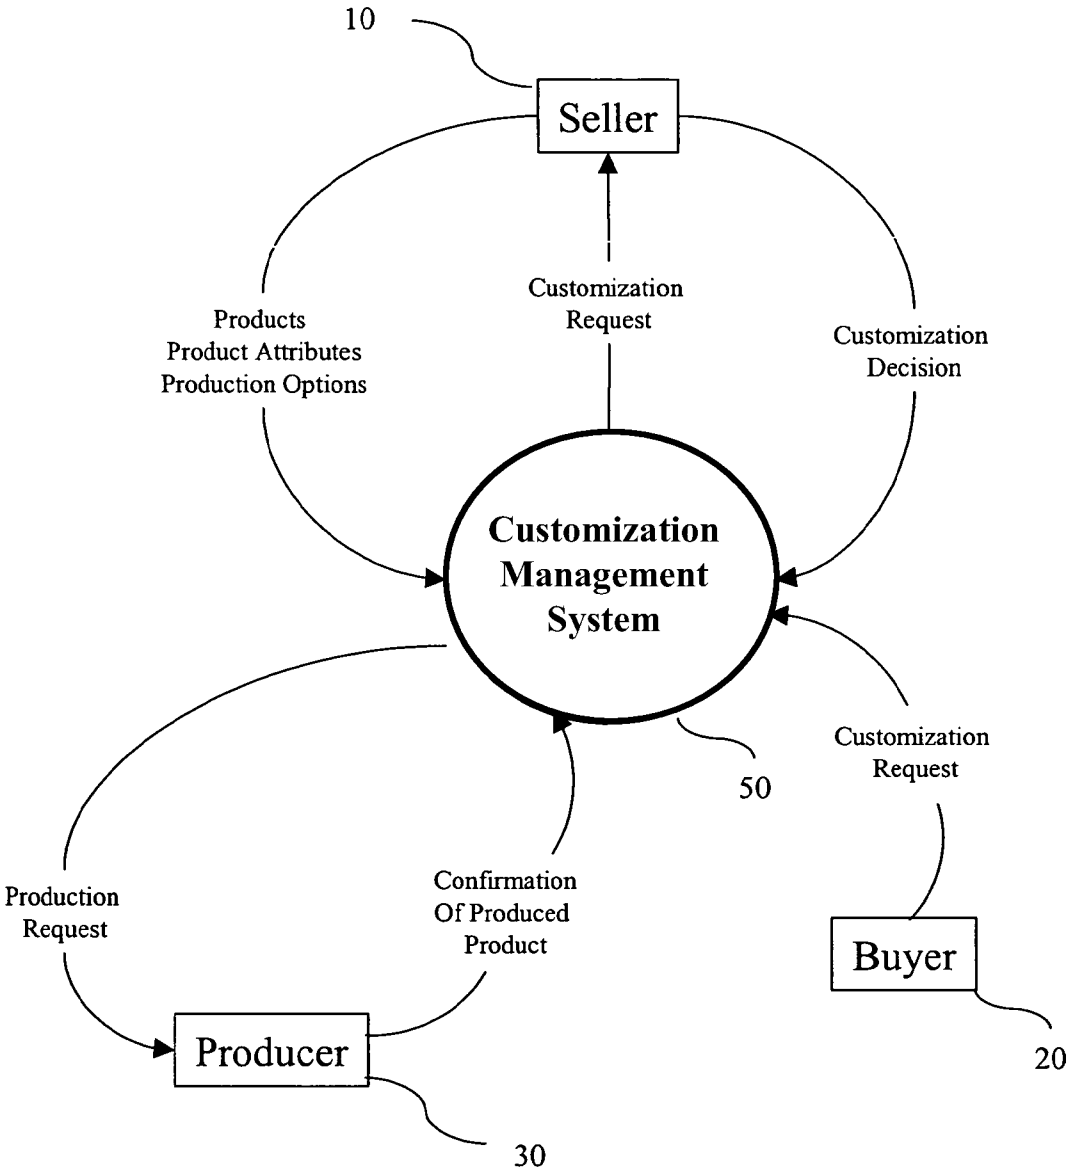 10
Seller
Customization
Request
Products
Product Attributes
Production Options
Customization
Decision
Customization
Management
System
Customization
Request
50
Production
Request
Confirmation
Of Produced
Product
Buyer
Producer
20
30